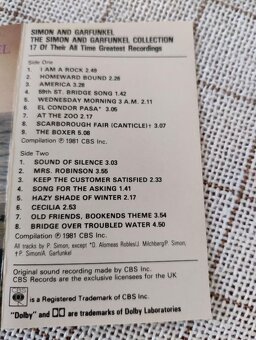 SIMON AND GARFUNKEL
THE SIMON AND GARFUNKEL COLLECTION
17 Of Their All Time Greatest Recordings
Side One
1. I AM A ROCK 2.49
2. HOMEWARD BOUND 2.26
3. AMERICA 3.28
4. 59th ST. BRIDGE SONG 1.42
5. WEDNESDAY MORNING 3 A.M. 2.11
6. EL CONDOR PASA* 3.05
7. AT THE ZOO 2.17
8. SCARBOROUGH FAIR (CANTICLE)† 3.07
9. THE BOXER 5.08
Compilation ℗ 1981 CBS Inc.
Side Two
1. SOUND OF SILENCE 3.03
2. MRS. ROBINSON 3.55
3. KEEP THE CUSTOMER SATISFIED 2.33
4. SONG FOR THE ASKING 1.41
5. HAZY SHADE OF WINTER 2.17
6. CECILIA 2.53
7. OLD FRIENDS, BOOKENDS THEME 3.54
8. BRIDGE OVER TROUBLED WATER 4.50
Compilation ℗ 1981 CBS Inc.
All tracks by P. Simon, except *D. Alomeas Robles/J. Milchbarg/P. Simon,
† P. Simon/A. Garfunkel
Original sound recording made by CBS Inc.
CBS Records are the exclusive licensees for the UK
CBS is a Registered Trademark of CBS Inc.
"Dolby" and are trademarks of Dolby Laboratories